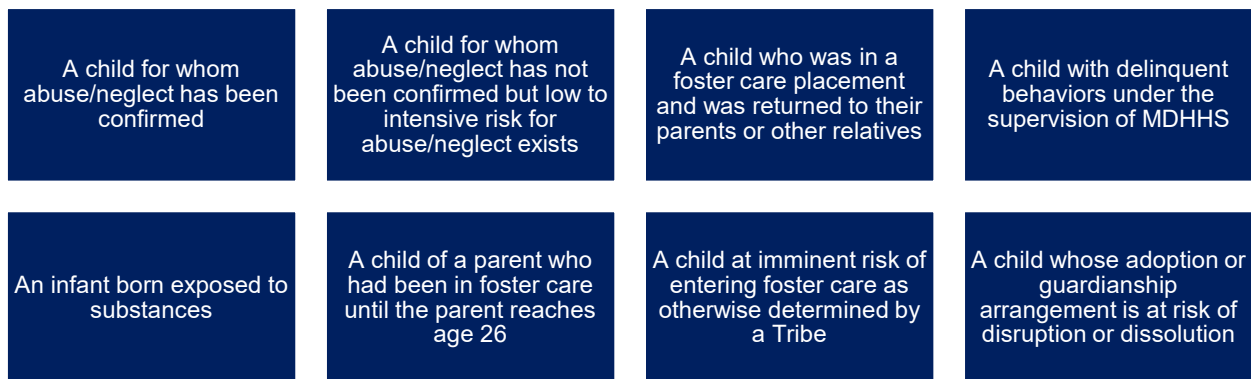 A child for whom
abuse/neglect has been
confirmed
A child for whom
abuse/neglect has not
been confirmed but low to
intensive risk for
abuse/neglect exists
A child who was in a
foster care placement
and was returned to their
parents or other relatives
A child with delinquent
behaviors under the
supervision of MDHHS
An infant born exposed to
substances
A child of a parent who
had been in foster care
until the parent reaches
age 26
A child at imminent risk of
entering foster care as
otherwise determined by
a Tribe
A child whose adoption or
guardianship
arrangement is at risk of
disruption or dissolution